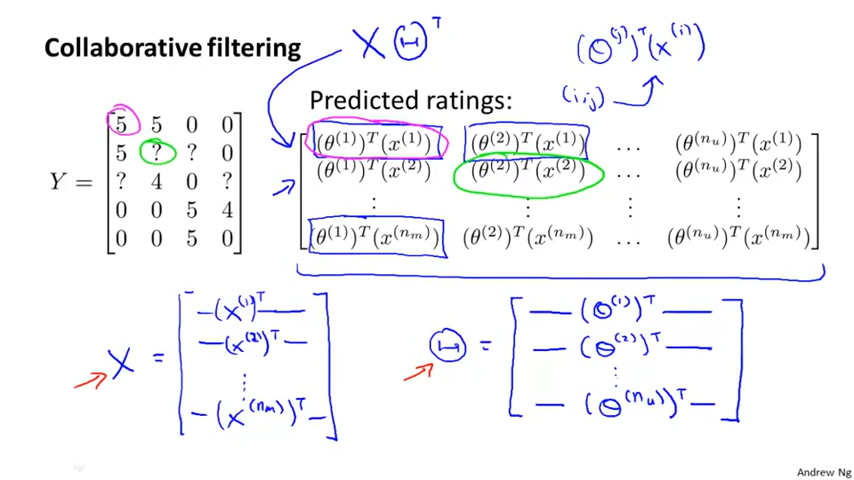 Collaborative filtering
X Θᵀ
(Θ^(j))ᵀ(x^(i))
(i,j)
Predicted ratings:
Y = [5 5 0 0
5 ? ? 0
? 4 0 ?
0 0 5 4
0 0 5 0]
[(θ^(1))ᵀ(x^(1)) (θ^(2))ᵀ(x^(1)) … (θ^(n_u))ᵀ(x^(1))
(θ^(1))ᵀ(x^(2)) (θ^(2))ᵀ(x^(2)) … (θ^(n_u))ᵀ(x^(2))
⋮ ⋮ ⋮ ⋮
(θ^(1))ᵀ(x^(n_m)) (θ^(2))ᵀ(x^(n_m)) … (θ^(n_u))ᵀ(x^(n_m))]
X = [—(x^(1))ᵀ—
—(x^(2))ᵀ—
⋮
—(x^(n_m))ᵀ—]
Θ = [—(Θ^(1))ᵀ—
—(Θ^(2))ᵀ—
⋮
—(Θ^(n_u))ᵀ—]
Andrew Ng